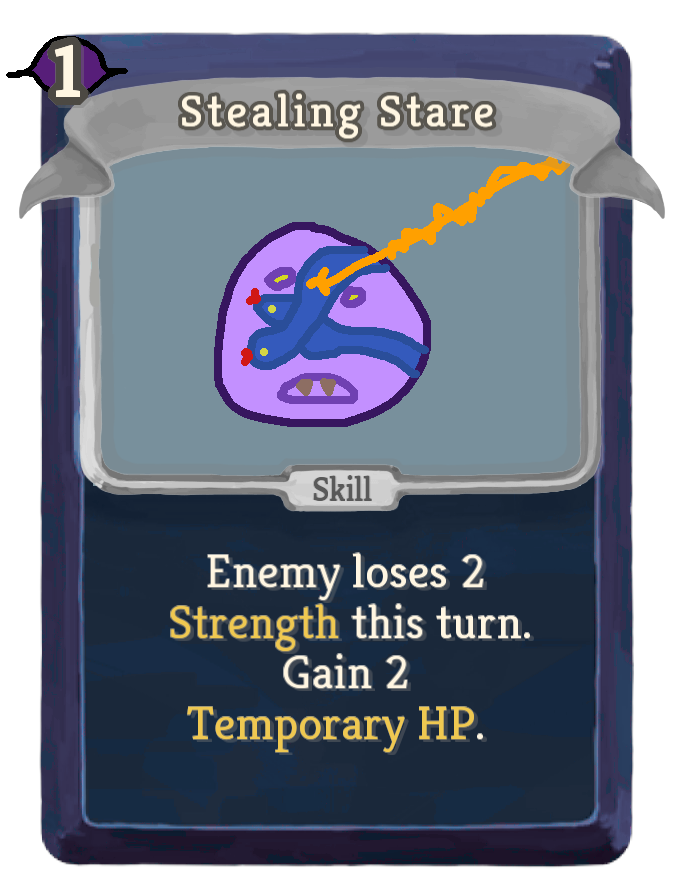 1
Stealing Stare
Skill
Enemy loses 2
Strength this turn.
Gain 2
Temporary HP.